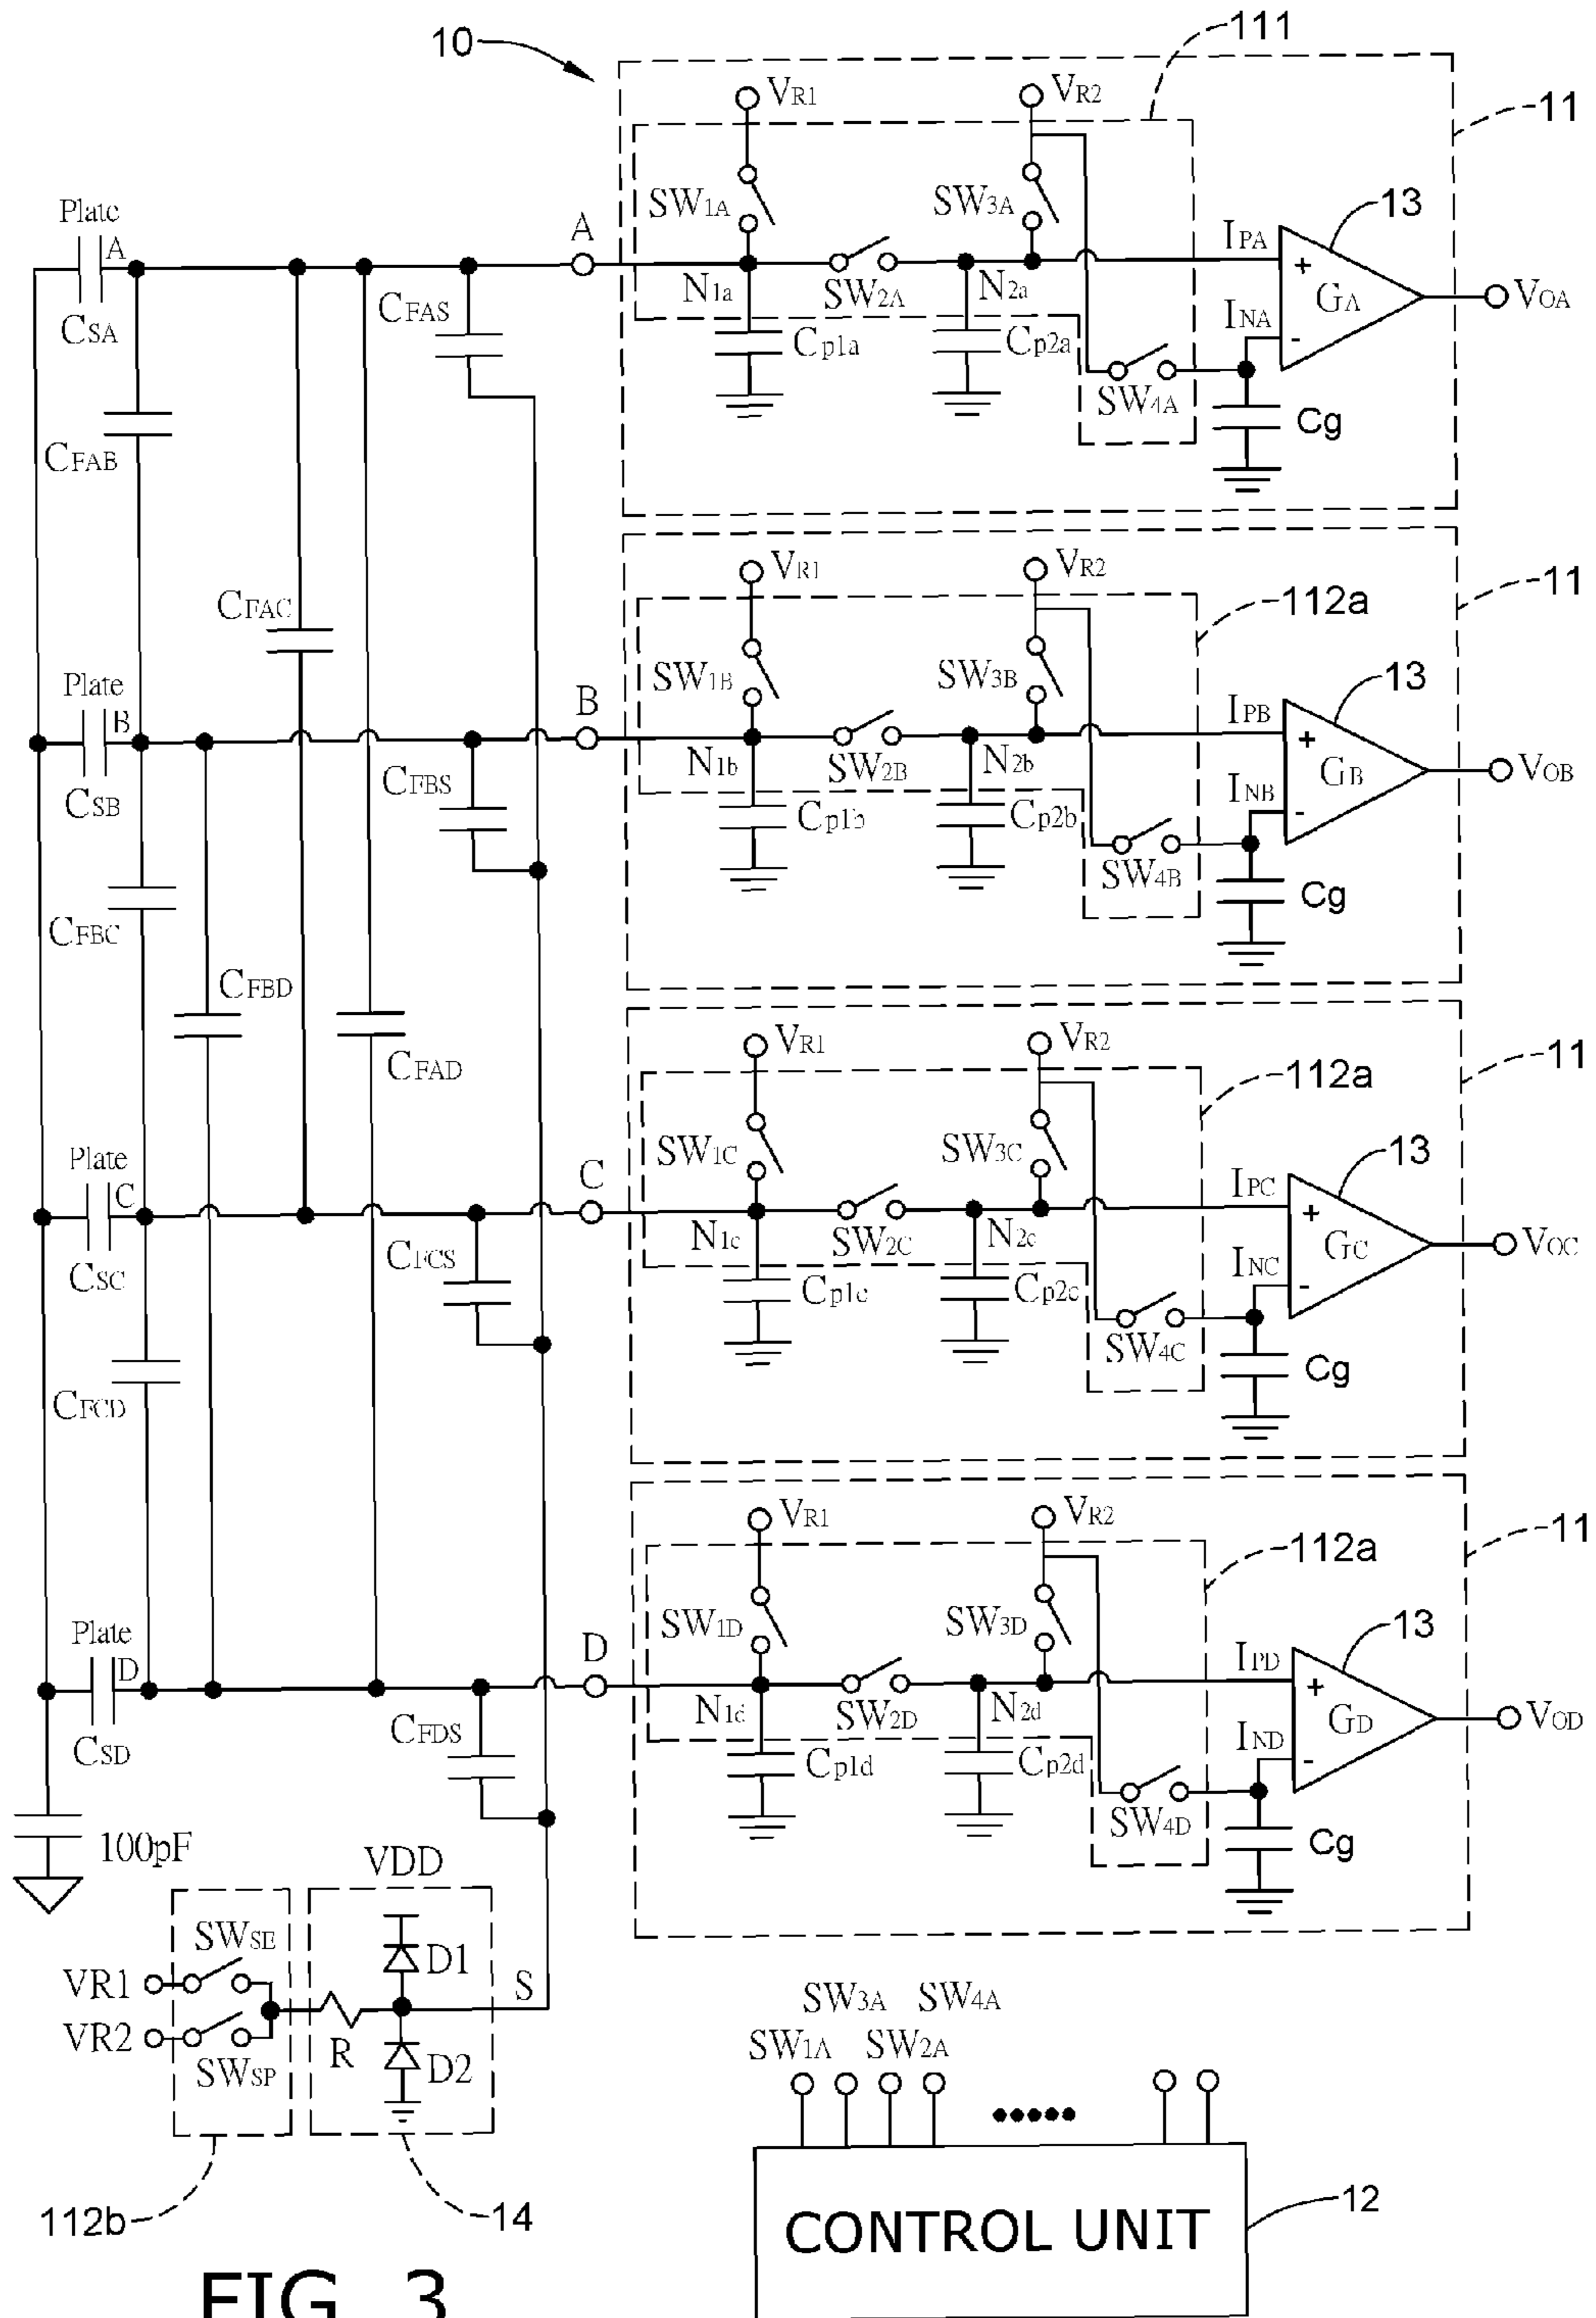 10
111
11
VR1
VR2
SW1A
SW3A
Plate
A
A
IPA
13
+
GA
VOA
N1a
SW2A
N2a
INA
-
CSA
CFAS
Cp1a
Cp2a
SW4A
Cg
CFAB
VR1
VR2
11
112a
CFAC
SW1B
SW3B
Plate
B
B
IPB
13
+
GB
VOB
N1b
SW2B
N2b
INB
-
CSB
CFBS
Cp1b
Cp2b
SW4B
Cg
CFBC
CFBD
VR1
VR2
11
112a
CFAD
SW1C
SW3C
Plate
C
C
IPC
13
+
GC
VOC
N1c
SW2C
N2c
INC
-
CSC
CFCS
Cp1c
Cp2c
SW4C
Cg
CFCD
VR1
VR2
11
112a
SW1D
SW3D
Plate
D
D
IPD
13
+
GD
VOD
N1d
SW2D
N2d
IND
-
CSD
CFDS
Cp1d
Cp2d
SW4D
Cg
100pF
VDD
SWSE
VR1
D1
S
VR2
SWSP
R
D2
SW3A SW4A
SW1A SW2A
112b
14
12
CONTROL UNIT
FIG. 3